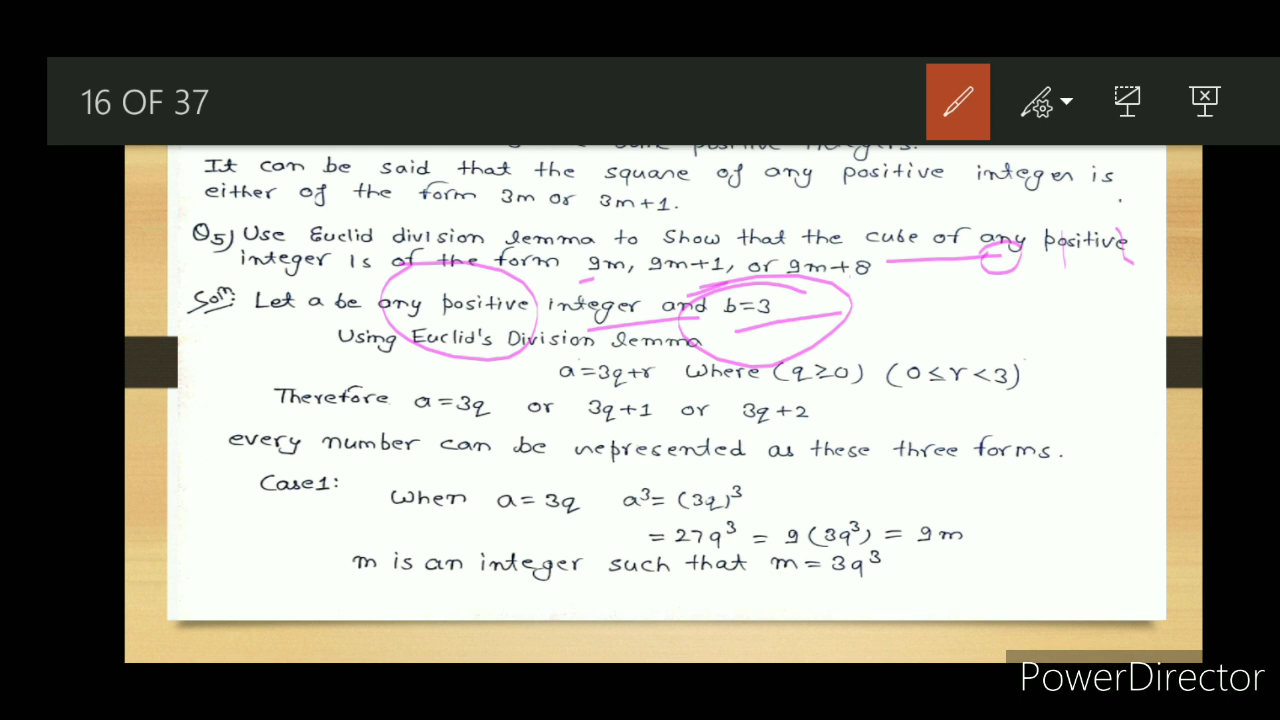 16 OF 37
positive integers.
It can be said that the square of any positive integer is
either of the form 3m or 3m+1.
Q5) Use Euclid division lemma to show that the cube of any positive
integer is of the form 9m, 9m+1, or 9m+8
Soln: Let a be any positive integer and b=3
Using Euclid's Division lemma
a=3q+r where (q≥0) (0≤r<3)
Therefore a=3q or 3q+1 or 3q+2
every number can be represented as these three forms.
Case1: When a=3q a³=(3q)³
=27q³ = 9(3q³) = 9m
m is an integer such that m=3q³
PowerDirector